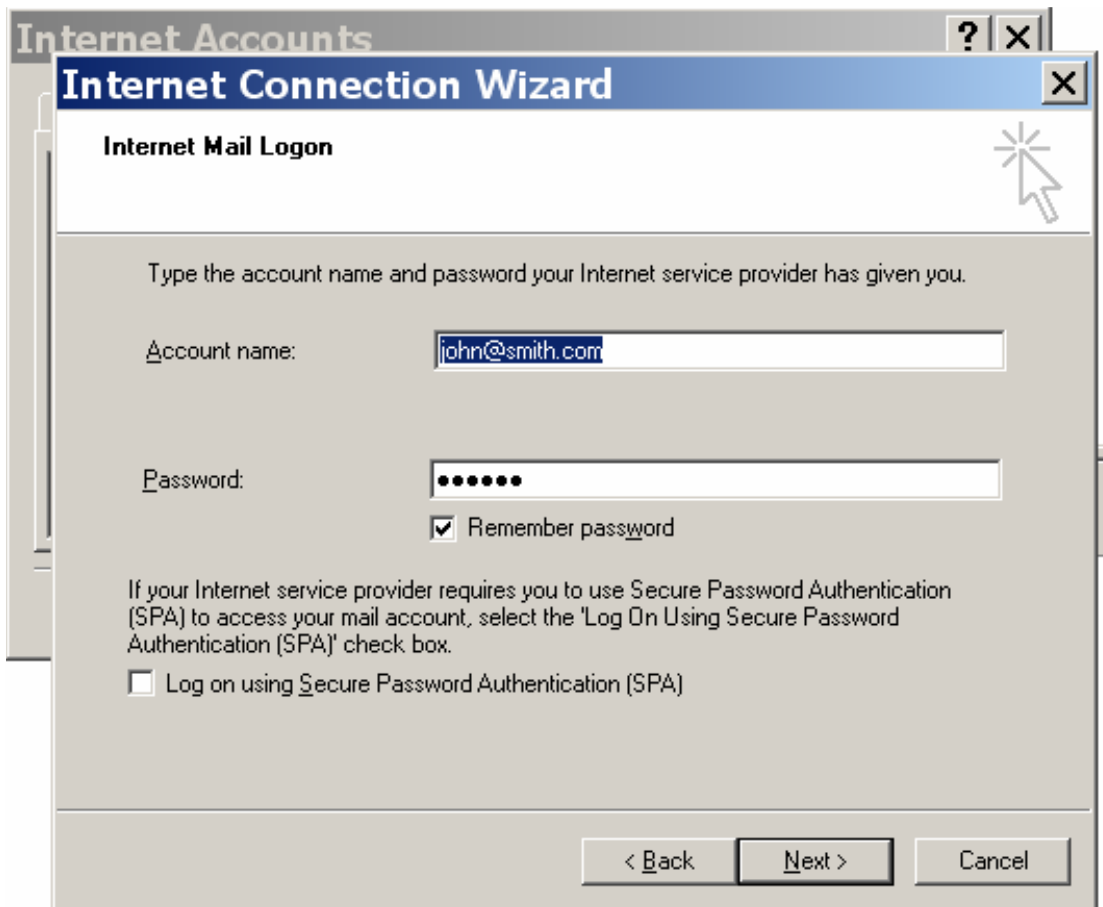 Internet Accounts
Internet Connection Wizard
Internet Mail Logon
Type the account name and password your Internet service provider has given you.
Account name: john@smith.com
Password: ●●●●●●
Remember password
If your Internet service provider requires you to use Secure Password Authentication
(SPA) to access your mail account, select the 'Log On Using Secure Password
Authentication (SPA)' check box.
Log on using Secure Password Authentication (SPA)
< Back Next > Cancel